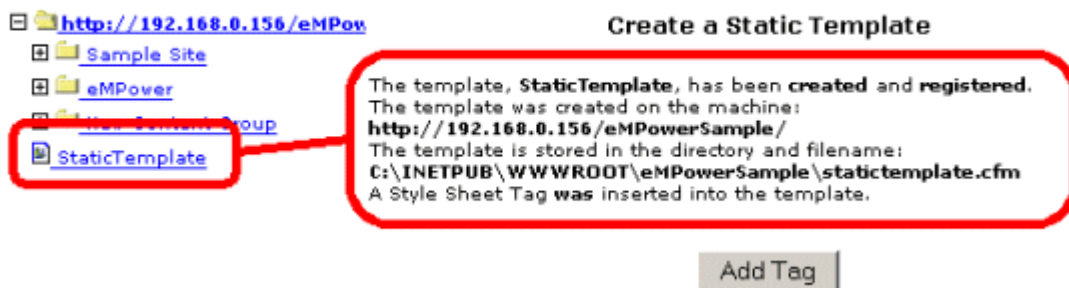 http://192.168.0.156/eMPow
Sample Site
eMPower
New Content Group
StaticTemplate
Create a Static Template
The template, StaticTemplate, has been created and registered.
The template was created on the machine:
http://192.168.0.156/eMPowerSample/
The template is stored in the directory and filename:
C:\INETPUB\WWWROOT\eMPowerSample\statictemplate.cfm
A Style Sheet Tag was inserted into the template.
Add Tag